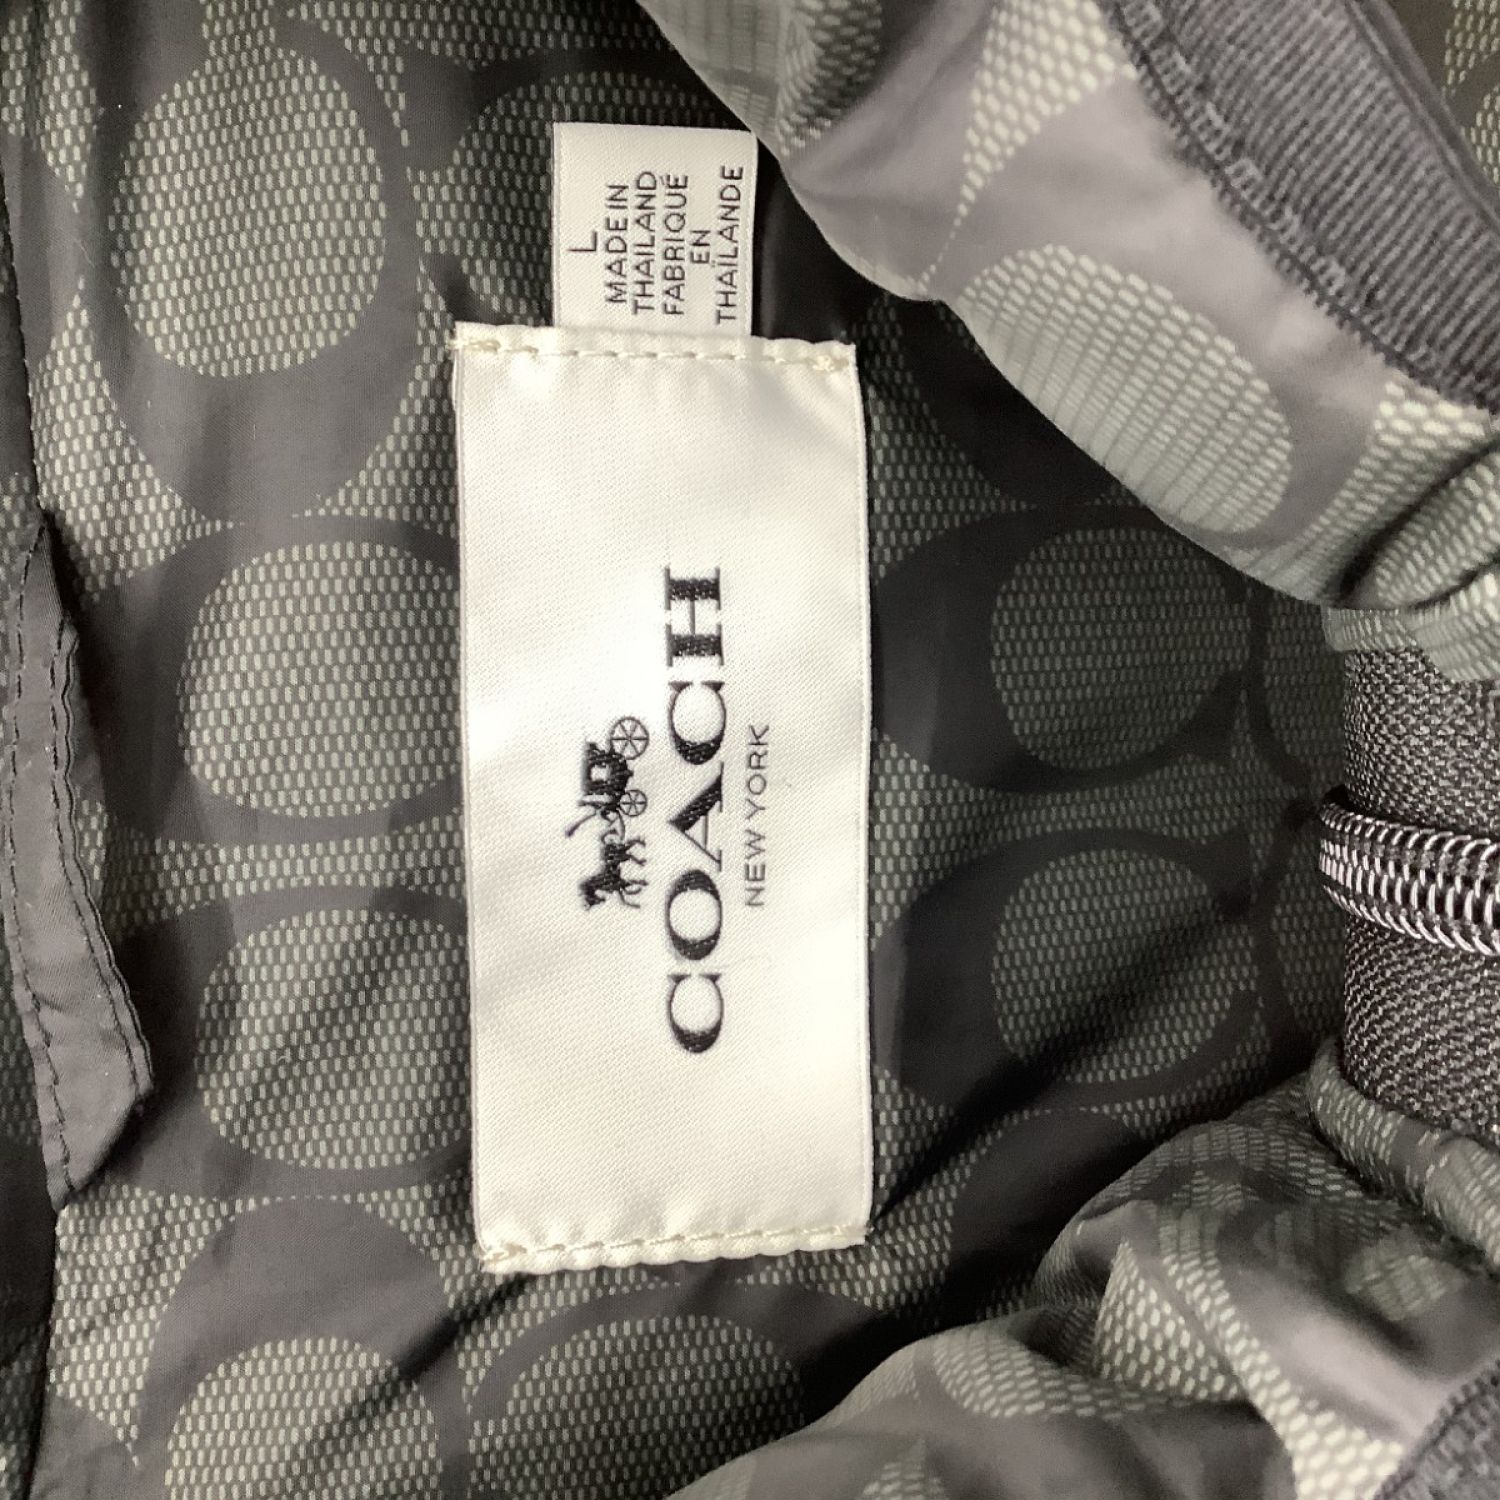 L
MADE IN
THAILAND
FABRIQUÉ
EN
THAÏLANDE
COACH
NEW YORK